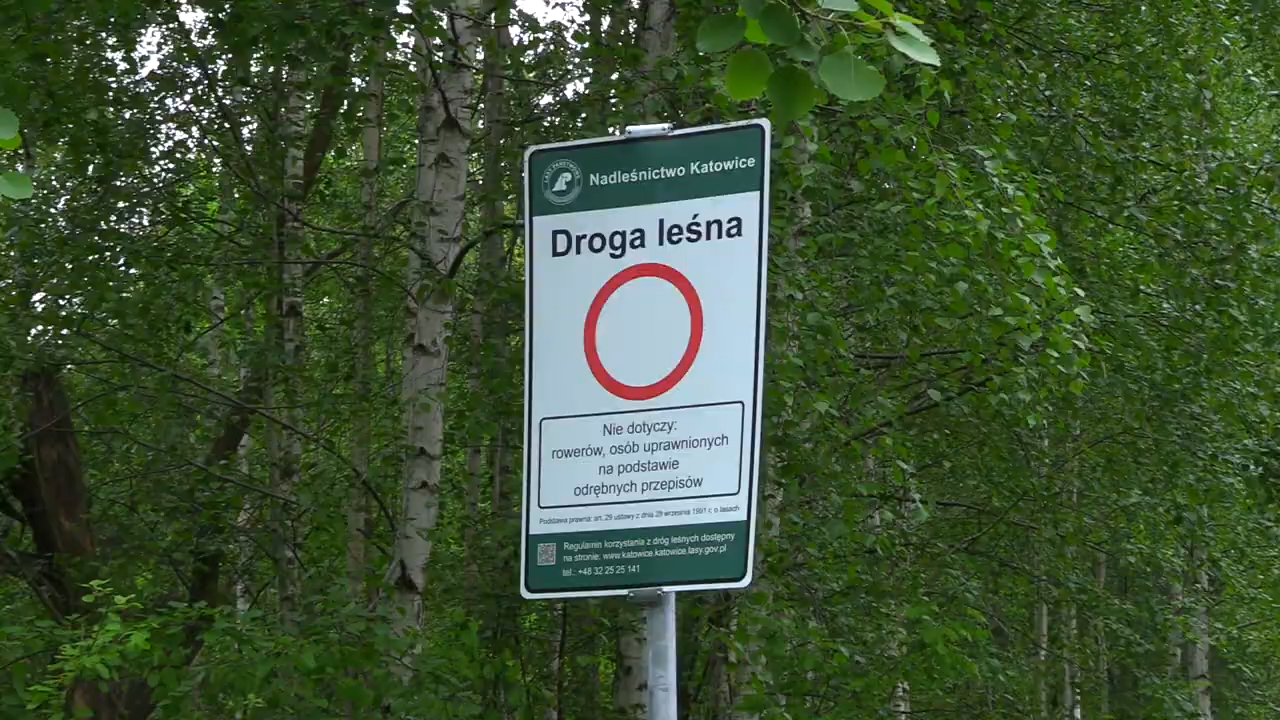 LASY PAŃSTWOWE
Nadleśnictwo Katowice
Droga leśna
Nie dotyczy:
rowerów, osób uprawnionych
na podstawie
odrębnych przepisów
Podstawa prawna: art. 29 ustawy z dnia 28 września 1991 r. o lasach
Regulamin korzystania z dróg leśnych dostępny
na stronie: www.katowice.katowice.lasy.gov.pl
tel.: +48 32 25 25 141